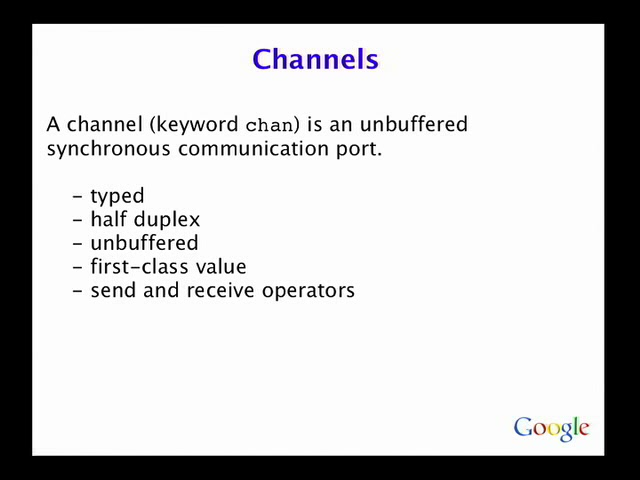 Channels
A channel (keyword chan) is an unbuffered
synchronous communication port.
– typed
– half duplex
– unbuffered
– first-class value
– send and receive operators
Google